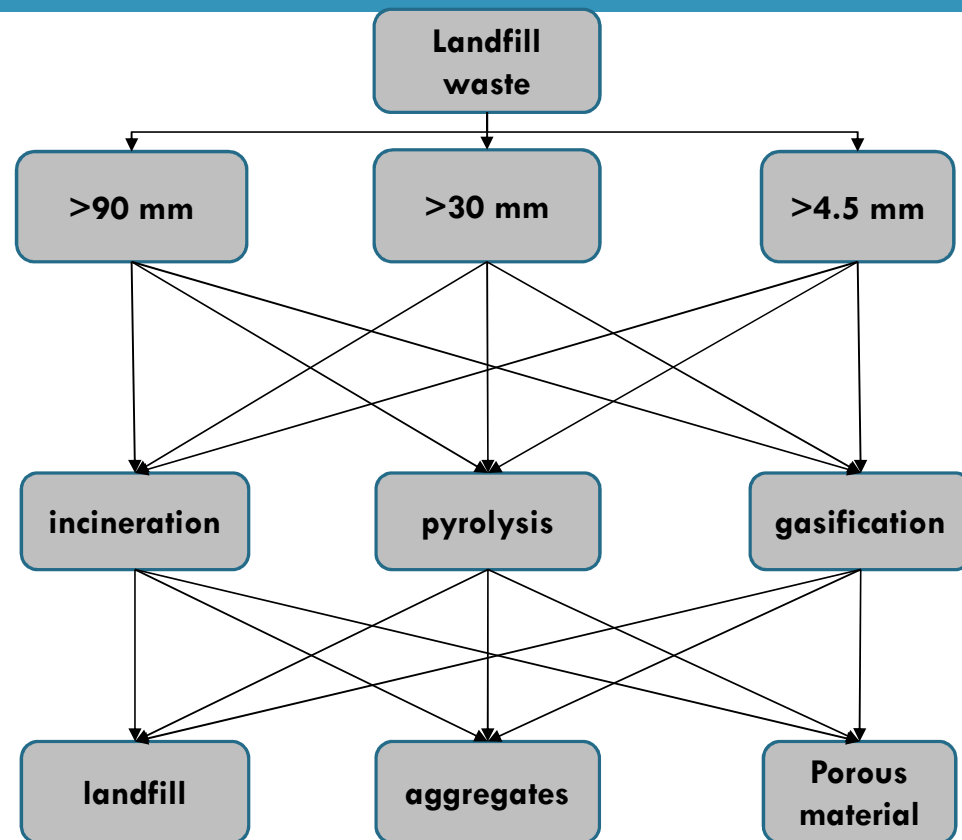 Landfill
waste
>90 mm
>30 mm
>4.5 mm
incineration
pyrolysis
gasification
landfill
aggregates
Porous
material